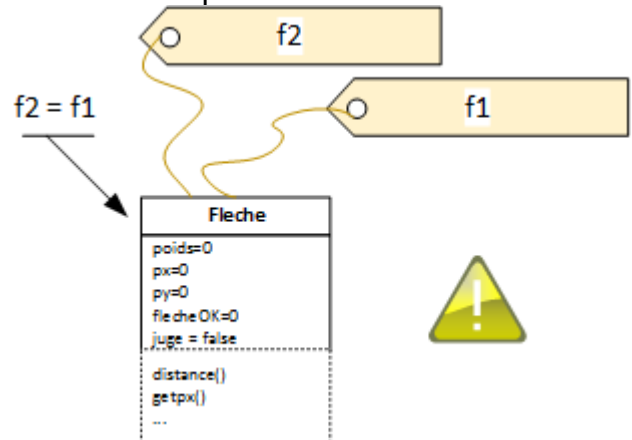 f2
f1
f2 = f1
Fleche
poids=0
px=0
py=0
flecheOK=0
juge = false
distance()
getpx()
...
!